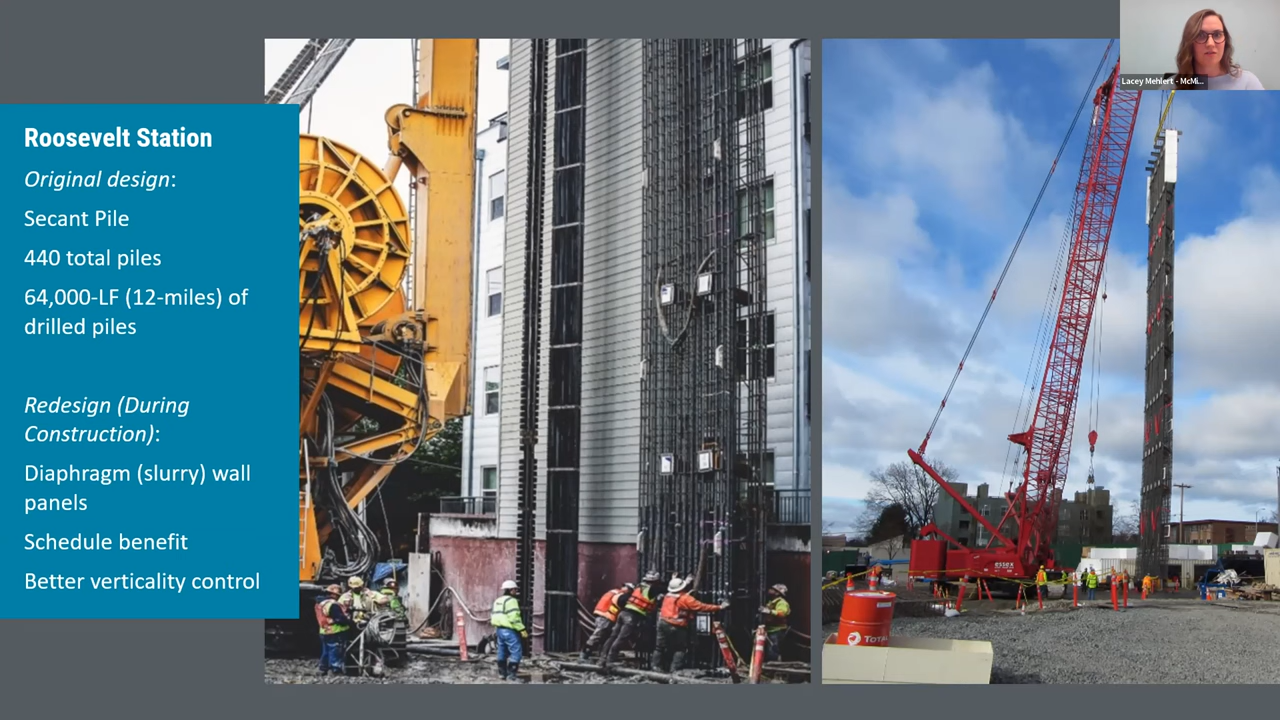 Roosevelt Station
Original design:
Secant Pile
440 total piles
64,000-LF (12-miles) of
drilled piles
Redesign (During
Construction):
Diaphragm (slurry) wall
panels
Schedule benefit
Better verticality control
Lacey Mehlert - McMi...
essex
TOTAL